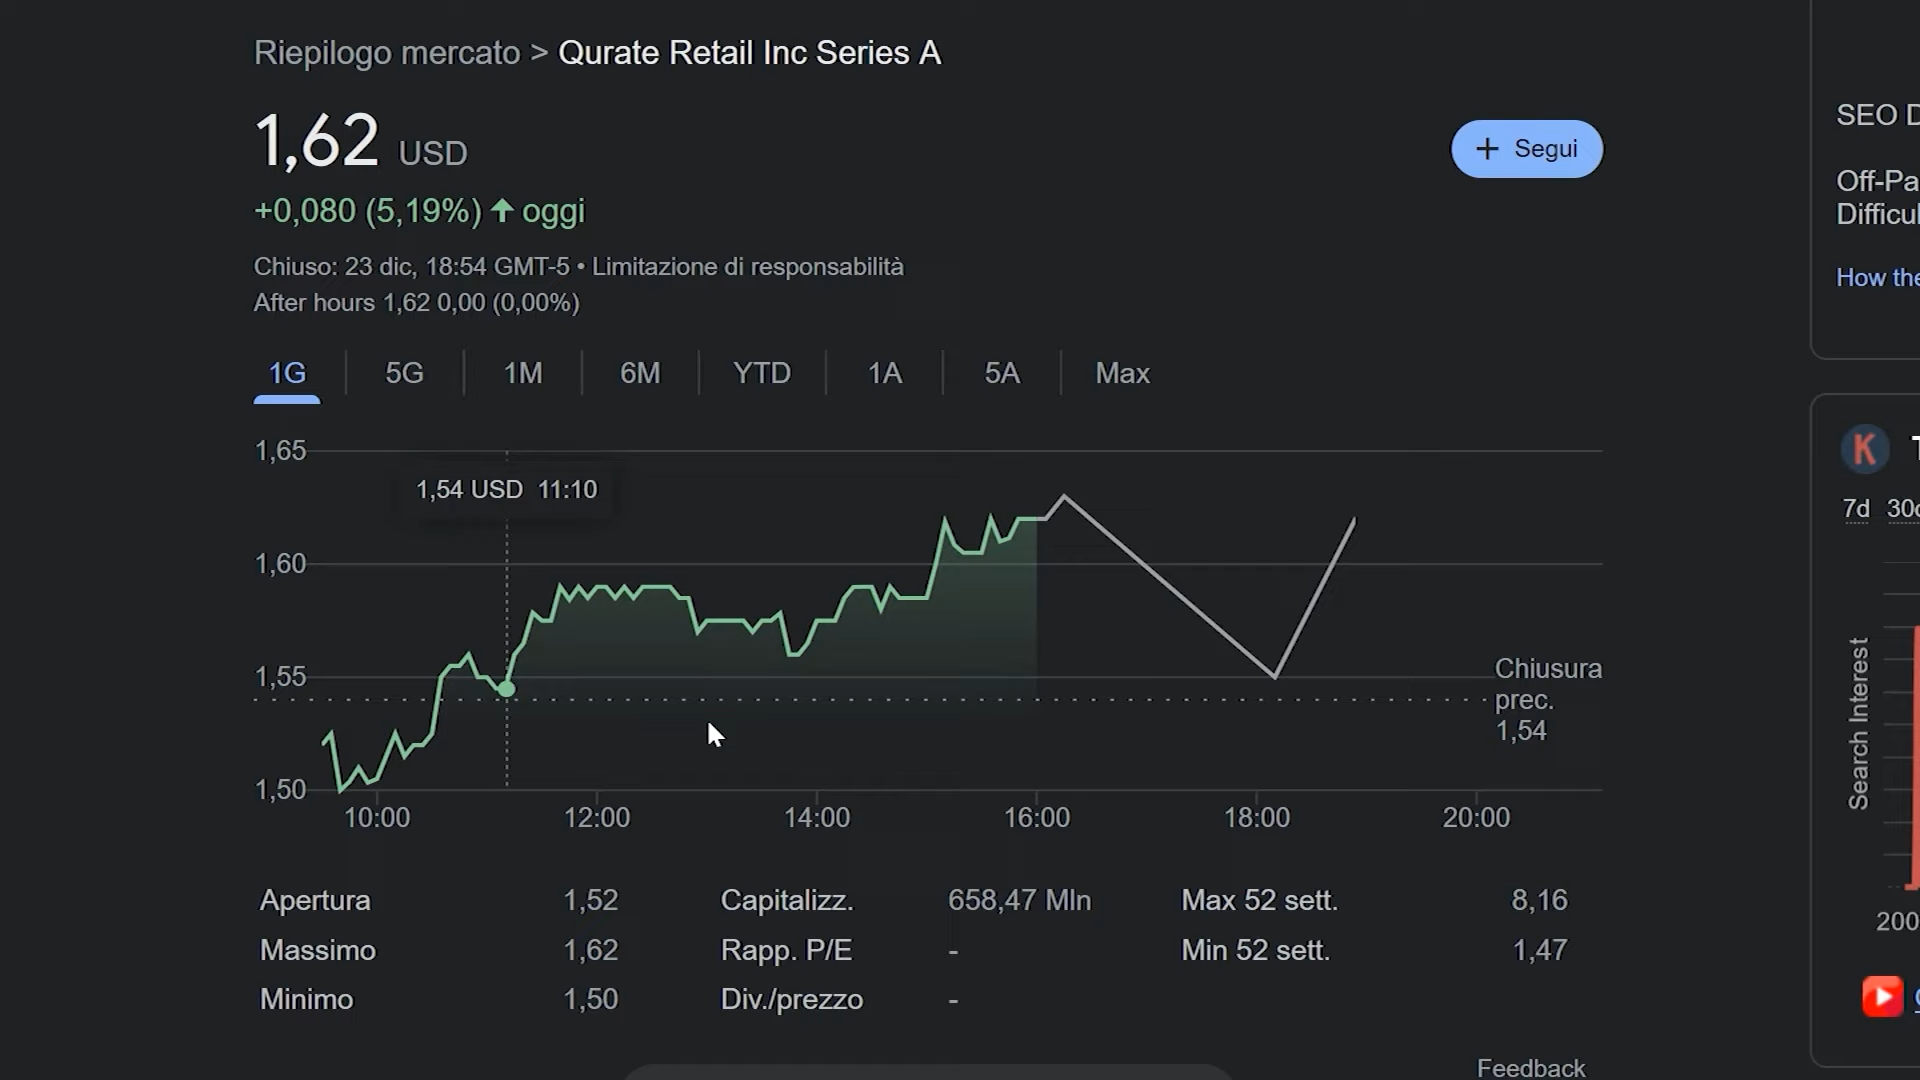 Riepilogo mercato > Qurate Retail Inc Series A
1,62 USD
+ Segui
+0,080 (5,19%) ↑ oggi
Chiuso: 23 dic, 18:54 GMT-5 • Limitazione di responsabilità
After hours 1,62 0,00 (0,00%)
1G 5G 1M 6M YTD 1A 5A Max
1,65
1,54 USD 11:10
1,60
1,55
1,50
Chiusura
prec.
1,54
10:00 12:00 14:00 16:00 18:00 20:00
Apertura 1,52 Capitalizz. 658,47 Mln Max 52 sett. 8,16
Massimo 1,62 Rapp. P/E - Min 52 sett. 1,47
Minimo 1,50 Div./prezzo -
Feedback
SEO D
Off-Pa
Difficul
How the
K
7d 30d
Search Interest
200